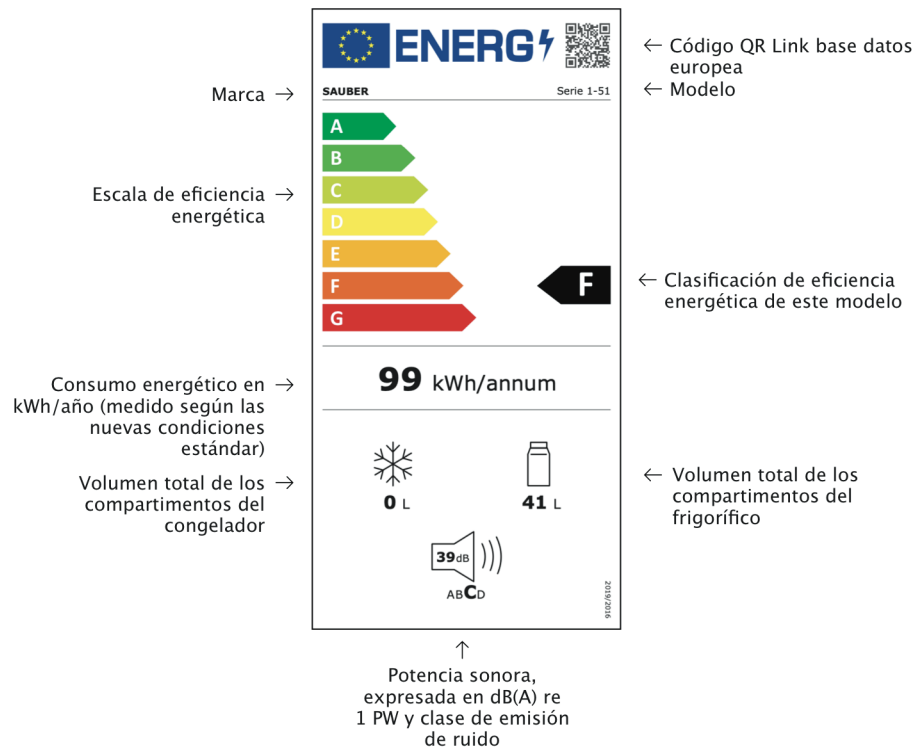 ENERG
← Código QR Link base datos
europea
Marca →
SAUBER
Serie 1-51
← Modelo
A
B
Escala de eficiencia →
energética
C
D
E
F
F
← Clasificación de eficiencia
energética de este modelo
G
Consumo energético en →
kWh/año (medido según las
nuevas condiciones
estándar)
99 kWh/annum
Volumen total de los →
compartimentos del
congelador
0 L
41 L
← Volumen total de los
compartimentos del
frigorífico
39dB
ABCD
2019/2016
↑
Potencia sonora,
expresada en dB(A) re
1 PW y clase de emisión
de ruido